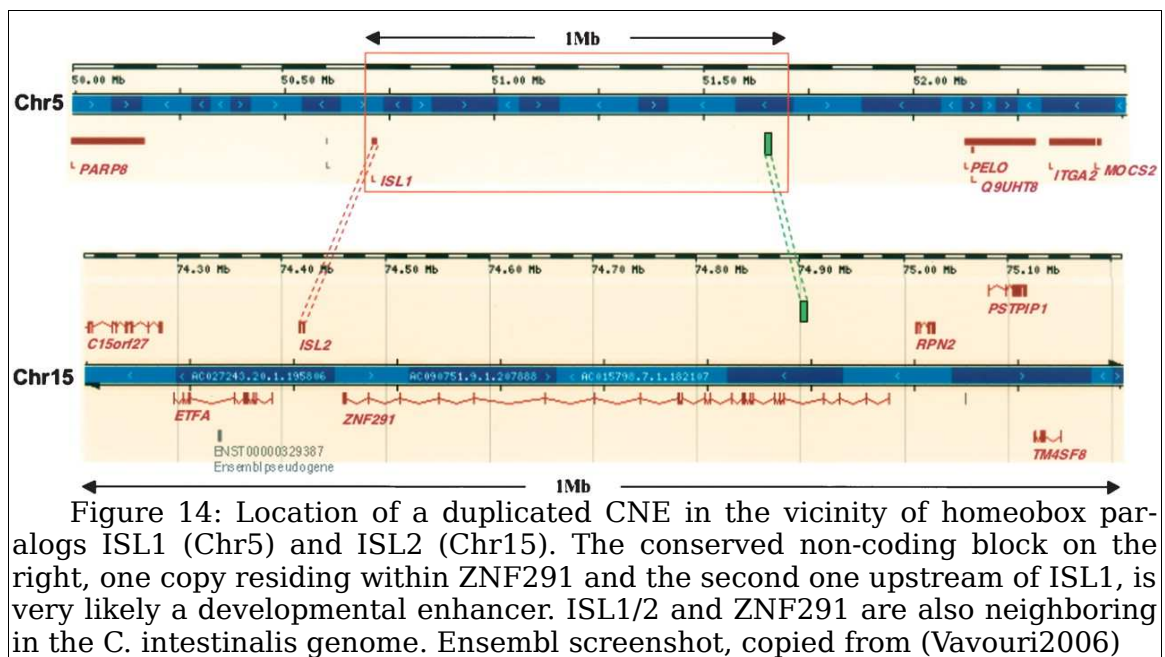 1Mb
50.00 Mb 50.50 Mb 51.00 Mb 51.50 Mb 52.00 Mb
Chr5
PARP8 ISL1 PELO ITGA2 MOCS2
Q9UHT8
74.30 Mb 74.40 Mb 74.50 Mb 74.60 Mb 74.70 Mb 74.80 Mb 74.90 Mb 75.00 Mb 75.10 Mb
PSTPIP1
C15orf27 ISL2 RPN2
Chr15 AC027243.20.1.195806 AC090751.9.1.207888 AC015798.7.1.182107
ETFA ZNF291
ENST00000329387
Ensembl pseudogene TM4SF8
1Mb
Figure 14: Location of a duplicated CNE in the vicinity of homeobox par-
alogs ISL1 (Chr5) and ISL2 (Chr15). The conserved non-coding block on the
right, one copy residing within ZNF291 and the second one upstream of ISL1, is
very likely a developmental enhancer. ISL1/2 and ZNF291 are also neighboring
in the C. intestinalis genome. Ensembl screenshot, copied from (Vavouri2006)